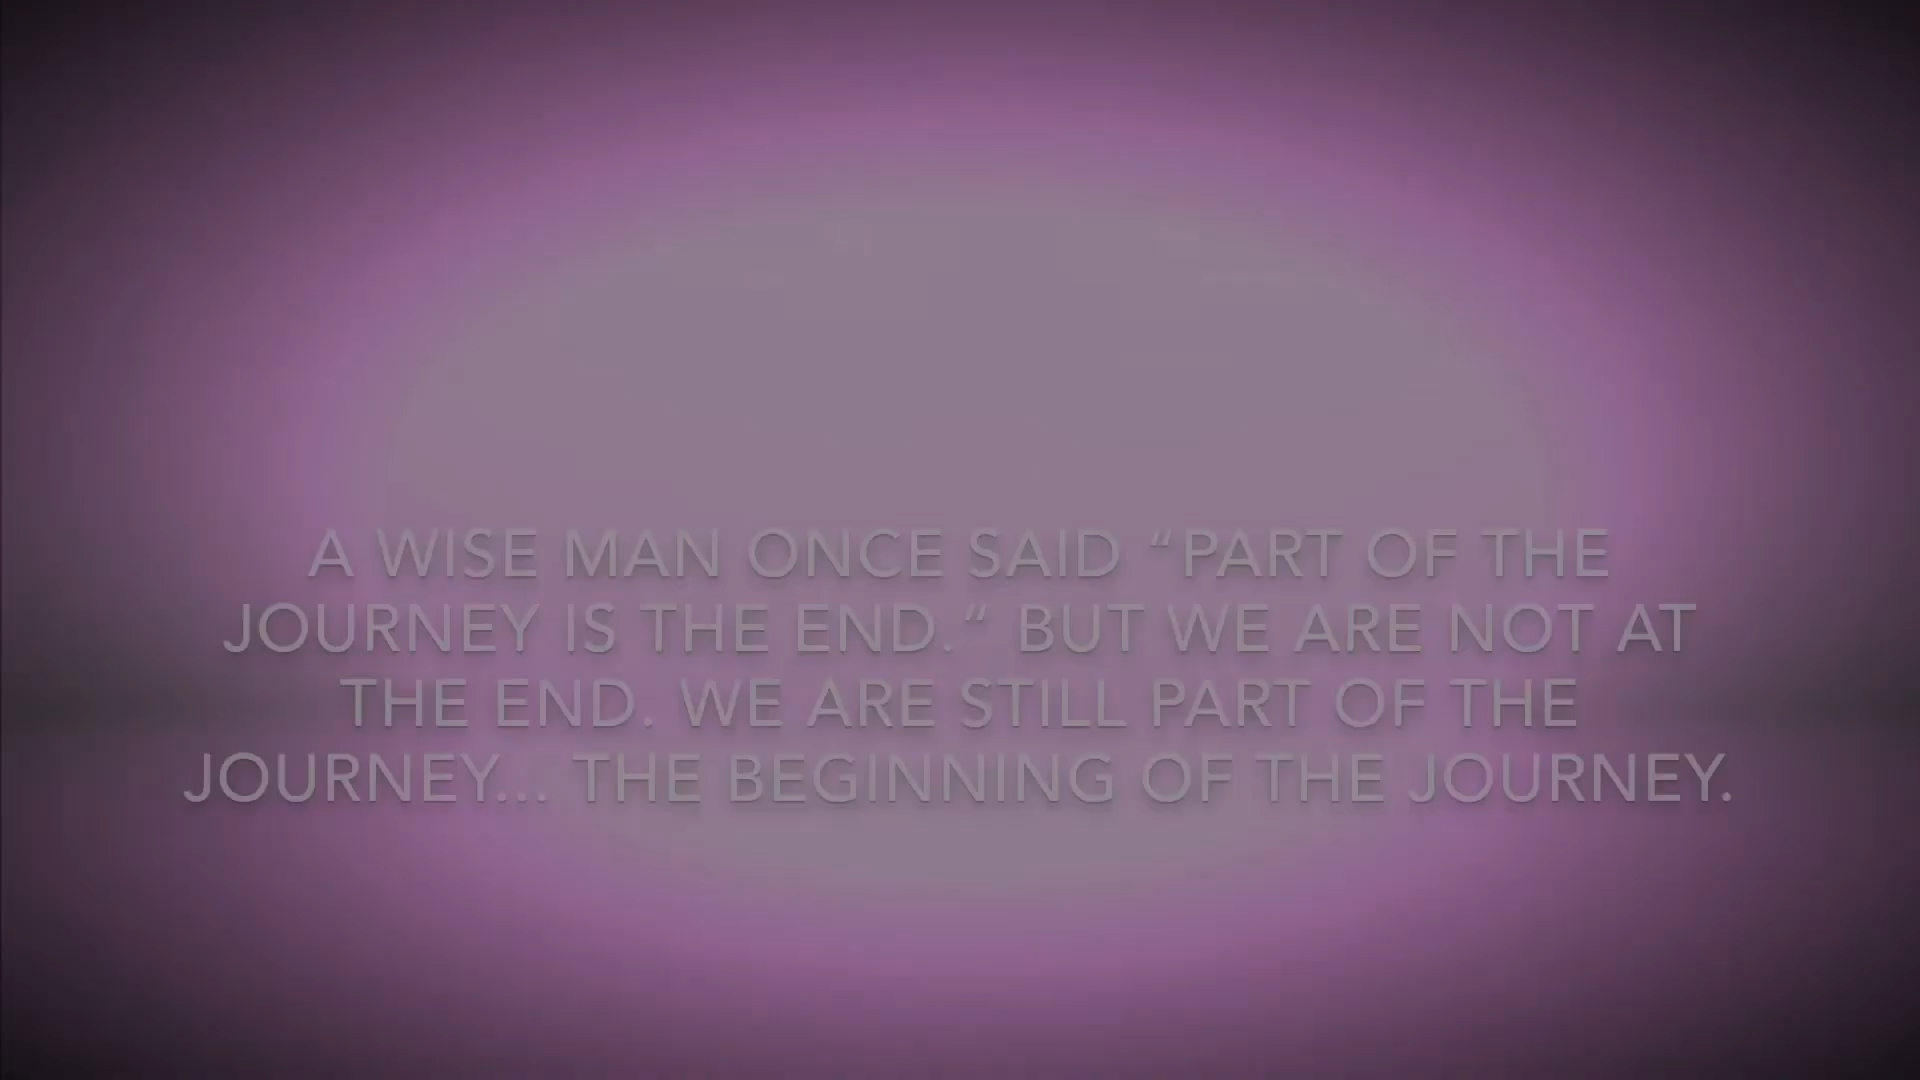 A WISE MAN ONCE SAID “PART OF THE
JOURNEY IS THE END.“ BUT WE ARE NOT AT
THE END. WE ARE STILL PART OF THE
JOURNEY... THE BEGINNING OF THE JOURNEY.